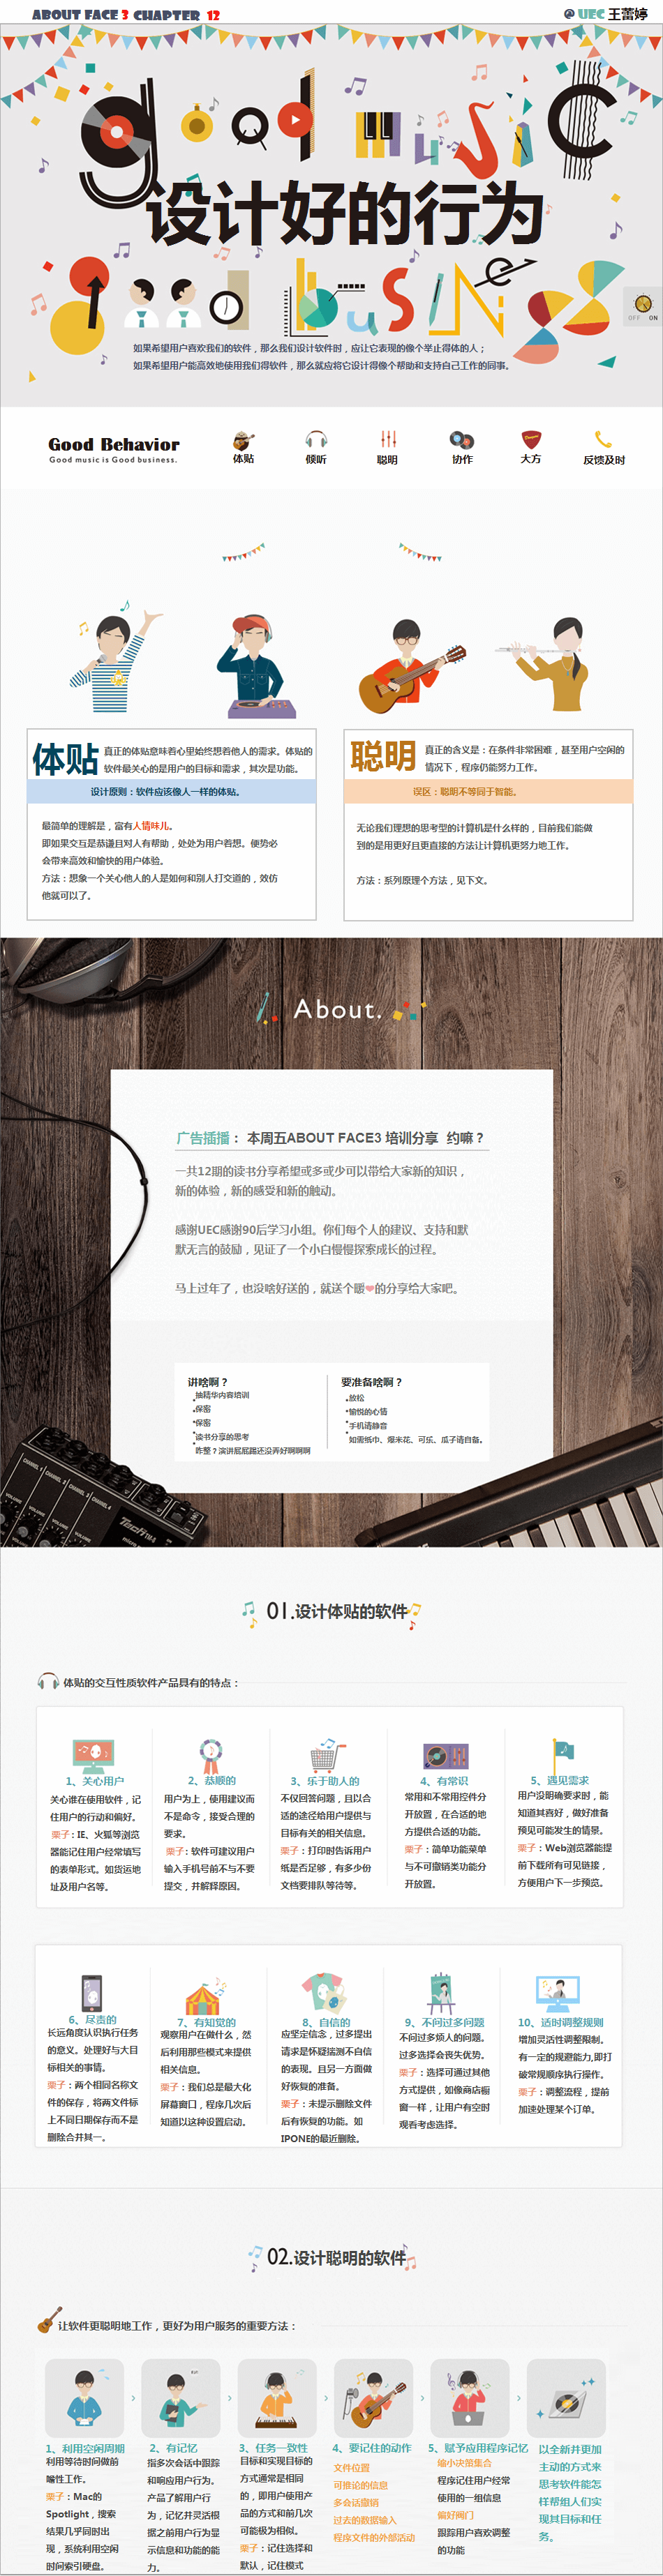 ABOUT FACE 3 CHAPTER 12
@ UEC 王蕾婷
good music
设计好的行为
good business
OFF ON
如果希望用户喜欢我们的软件，那么我们设计软件时，应让它表现的像个举止得体的人；
如果希望用户能高效地使用我们得软件，那么就应将它设计得像个帮助和支持自己工作的同事。
Good Behavior
Good music is Good business.
体贴
倾听
聪明
协作
大方
反馈及时
体贴
真正的体贴意味着心里始终想着他人的需求。体贴的
软件最关心的是用户的目标和需求，其次是功能。
设计原则：软件应该像人一样的体贴。
最简单的理解是，富有人情味儿。
即如果交互是恭谦且对人有帮助，处处为用户着想。便势必
会带来高效和愉快的用户体验。
方法：想象一个关心他人的人是如何和别人打交道的，效仿
他就可以了。
聪明
真正的含义是：在条件非常困难，甚至用户空闲的
情况下，程序仍能努力工作。
误区：聪明不等同于智能。
无论我们理想的思考型的计算机是什么样的，目前我们能做
到的是用更好且更直接的方法让计算机更努力地工作。
方法：系列原理个方法，见下文。
About.
广告插播： 本周五ABOUT FACE3 培训分享 约嘛？
一共12期的读书分享希望或多或少可以带给大家新的知识，
新的体验，新的感受和新的触动。
感谢UEC感谢90后学习小组。你们每个人的建议、支持和默
默无言的鼓励，见证了一个小白慢慢探索成长的过程。
马上过年了，也没啥好送的，就送个暖❤的分享给大家吧。
讲啥啊？
抽精华内容培训
保密
保密
读书分享的思考
咋整？演讲屁屁踢还没弄好啊啊啊
要准备啥啊？
放松
愉悦的心情
手机请静音
如需纸巾、爆米花、可乐、瓜子请自备。
CHANNEL 1
CHANNEL 2
CHANNEL 3
CHANNEL 4
VOLUME
VOLUME
VOLUME
01.设计体贴的软件
体贴的交互性质软件产品具有的特点：
1、关心用户
关心谁在使用软件，记
住用户的行动和偏好。
栗子：IE、火狐等浏览
器能记住用户经常填写
的表单形式。如货运地
址及用户名等。
2、恭顺的
用户为上，使用建议而
不是命令，接受合理的
要求。
栗子：软件可建议用户
输入手机号前不与不要
提交，并解释原因。
3、乐于助人的
不仅回答问题，且以合
适的途径给用户提供与
目标有关的相关信息。
栗子：打印时告诉用户
纸是否足够，有多少份
文档要排队等待等。
4、有常识
常用和不常用控件分
开放置，在合适的地
方提供合适的功能。
栗子：简单功能菜单
与不可撤销类功能分
开放置。
5、遇见需求
用户没明确要求时，能
知道其喜好，做好准备
预见可能发生的情景。
栗子：Web浏览器能提
前下载所有可见链接，
方便用户下一步预览。
6、尽责的
长远角度认识执行任务
的意义。处理好与大目
标相关的事情。
栗子：两个相同名称文
件的保存，将两文件标
上不同日期保存而不是
删除合并其一。
7、有知觉的
观察用户在做什么，然
后利用那些模式来提供
相关信息。
栗子：我们总是最大化
屏幕窗口，程序几次后
知道以这种设置启动。
8、自信的
应坚定信念，过多提出
请求是怀疑揣测不自信
的表现。且另一方面做
好恢复的准备。
栗子：未提示删除文件
后有恢复的功能。如
IPONE的最近删除。
9、不问过多问题
不问过多烦人的问题。
过多选择会丧失优势。
栗子：选择可通过其他
方式提供，如像商店橱
窗一样，让用户有空时
观看考虑选择。
10、适时调整规则
增加灵活性调整限制。
有一定的规避能力,即打
破常规顺序执行操作。
栗子：调整流程，提前
加速处理某个订单。
02.设计聪明的软件
让软件更聪明地工作，更好为用户服务的重要方法：
1、利用空闲周期
利用等待时间做前
瞻性工作。
栗子：Mac的
Spotlight，搜索
结果几乎同时出
现，系统利用空闲
时间索引硬盘。
2、有记忆
指多次会话中跟踪
和响应用户行为。
产品了解用户行
为，记忆并灵活根
据之前用户行为显
示信息和功能的能
力。
3、任务一致性
目标和实现目标的
方式通常是相同
的，即用户使用产
品的方式和前几次
可能极为相似。
栗子：记住选择和
默认，记住模式
4、要记住的动作
文件位置
可推论的信息
多会话撤销
过去的数据输入
程序文件的外部活动
5、赋予应用程序记忆
缩小决策集合
程序记住用户经常
使用的一组信息
偏好阀门
跟踪用户喜欢调整
的功能
以全新并更加
主动的方式来
思考软件能怎
样帮组人们实
现其目标和任
务。